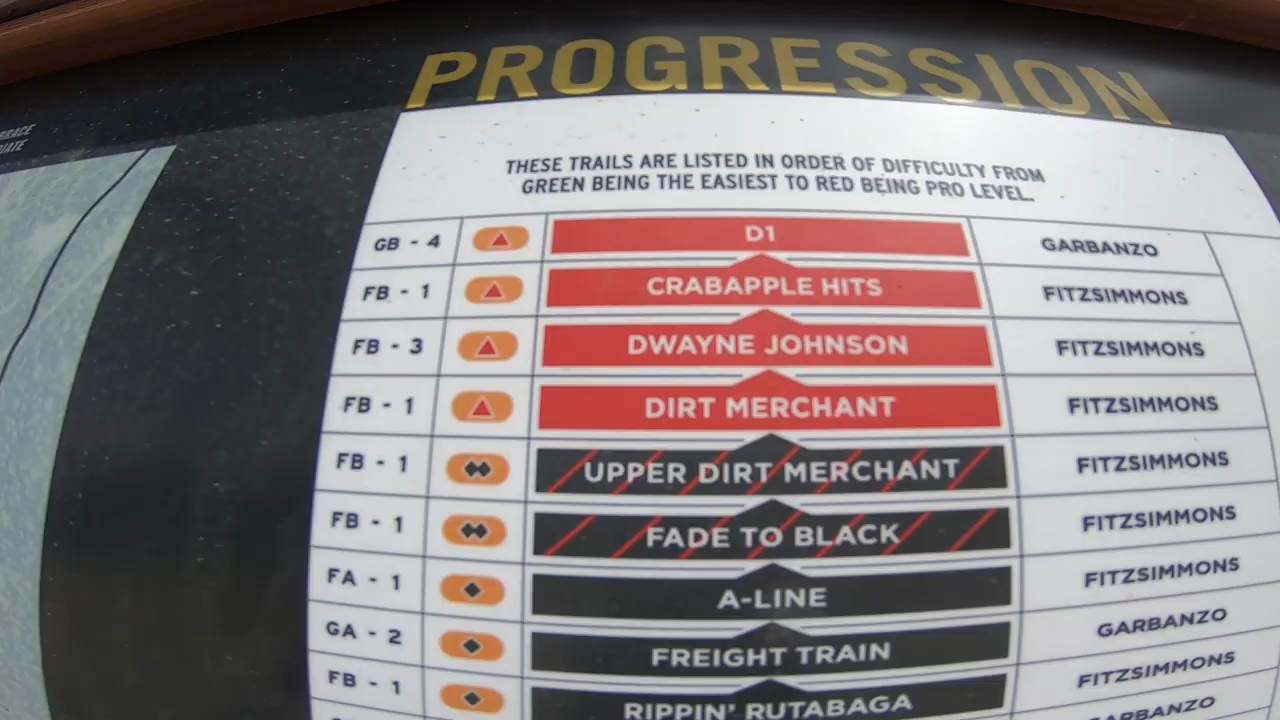 PROGRESSION
THESE TRAILS ARE LISTED IN ORDER OF DIFFICULTY FROM
GREEN BEING THE EASIEST TO RED BEING PRO LEVEL.
GB - 4 D1 GARBANZO
FB - 1 CRABAPPLE HITS FITZSIMMONS
FB - 3 DWAYNE JOHNSON FITZSIMMONS
FB - 1 DIRT MERCHANT FITZSIMMONS
FB - 1 UPPER DIRT MERCHANT FITZSIMMONS
FB - 1 FADE TO BLACK FITZSIMMONS
FA - 1 A-LINE FITZSIMMONS
GA - 2 FREIGHT TRAIN GARBANZO
FB - 1 RIPPIN' RUTABAGA FITZSIMMONS